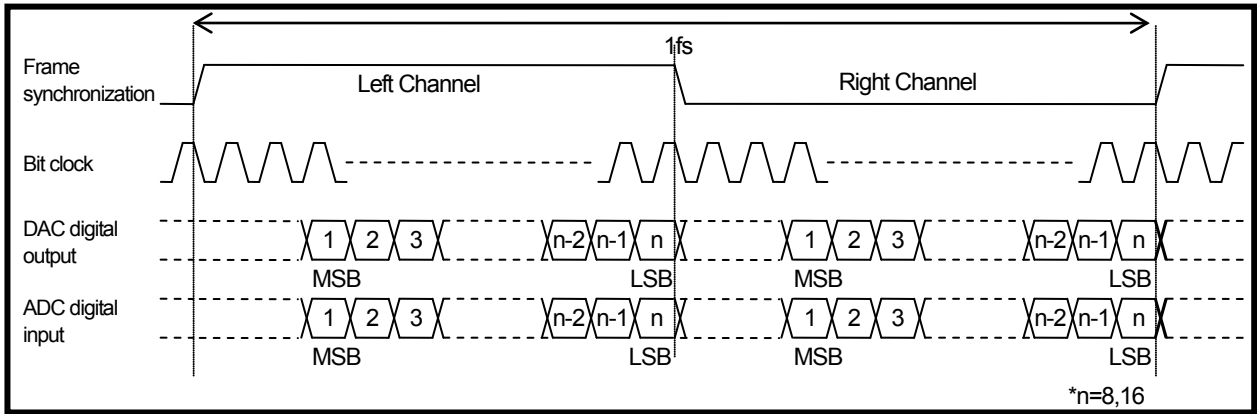 1fs
Frame
synchronization
Left Channel
Right Channel
Bit clock
DAC digital
output
1 2 3 n-2 n-1 n 1 2 3 n-2 n-1 n
MSB LSB MSB LSB
ADC digital
input
1 2 3 n-2 n-1 n 1 2 3 n-2 n-1 n
MSB LSB MSB LSB
*n=8,16